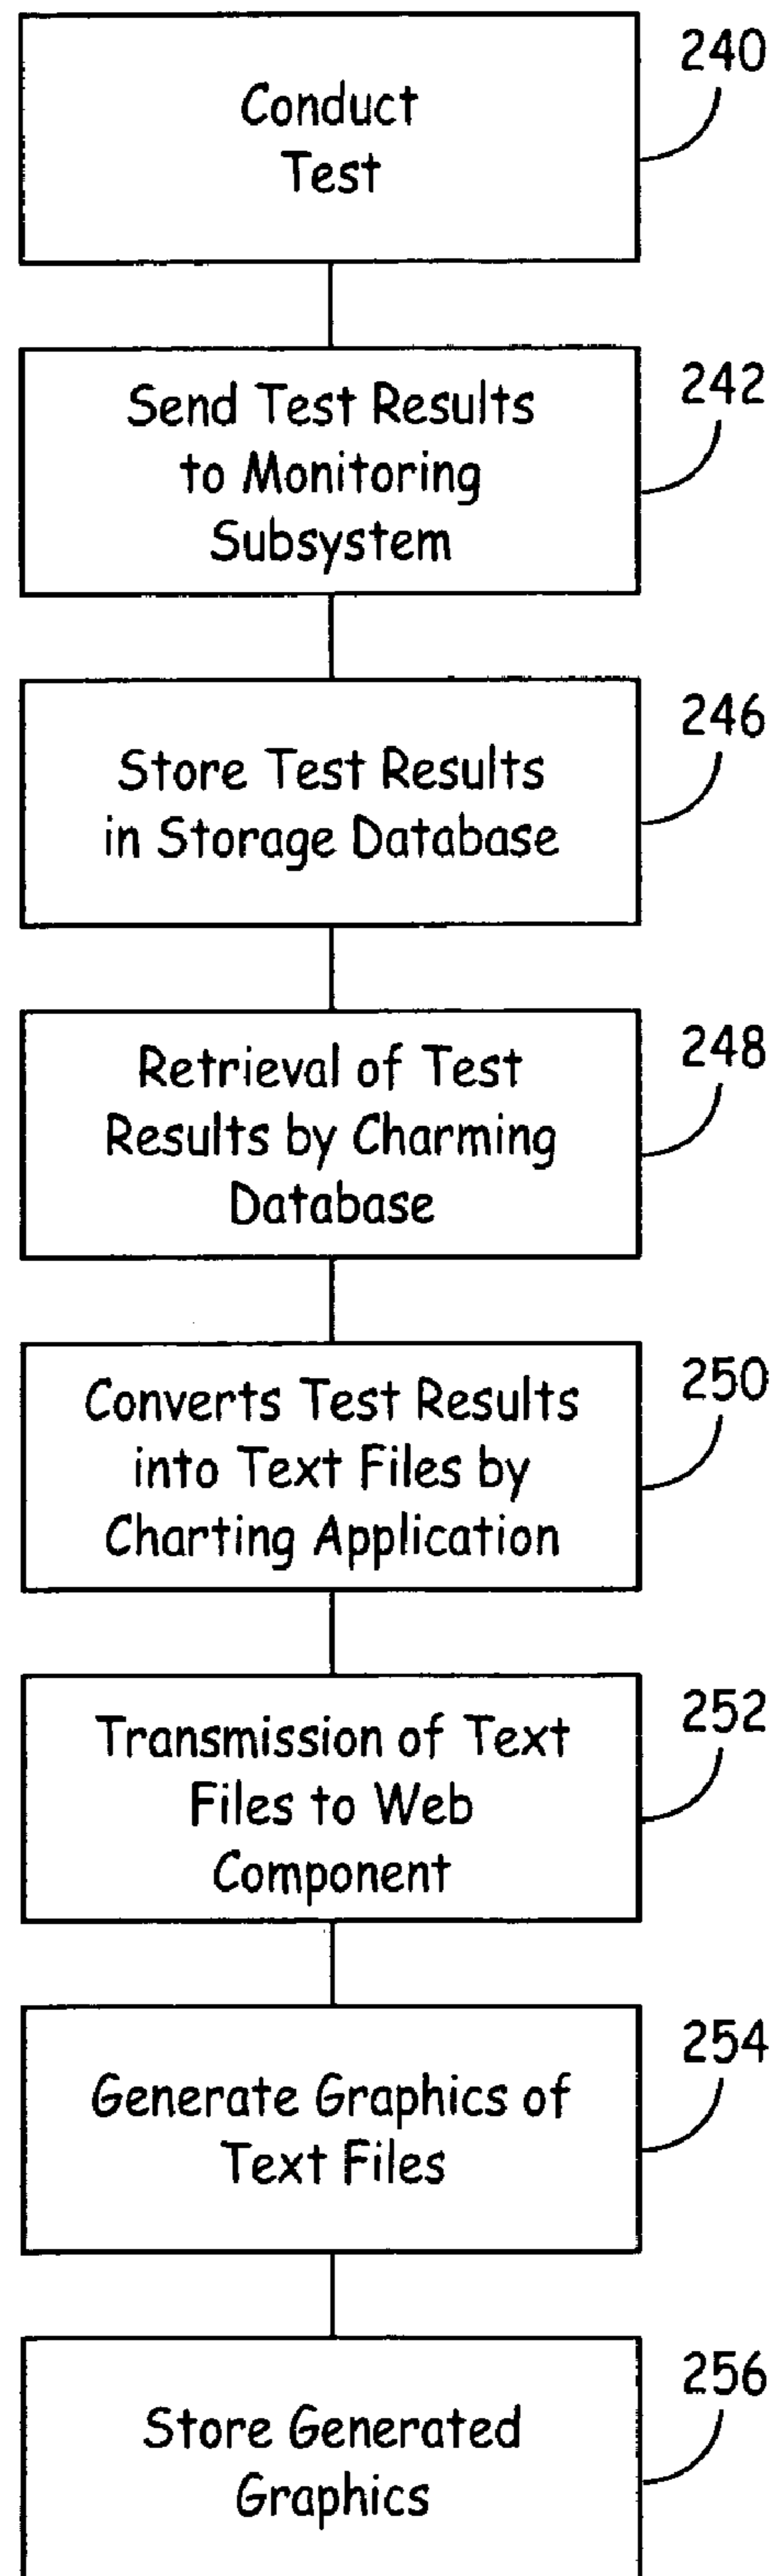 Conduct
Test
240
Send Test Results
to Monitoring
Subsystem
242
Store Test Results
in Storage Database
246
Retrieval of Test
Results by Charming
Database
248
Converts Test Results
into Text Files by
Charting Application
250
Transmission of Text
Files to Web
Component
252
Generate Graphics of
Text Files
254
Store Generated
Graphics
256